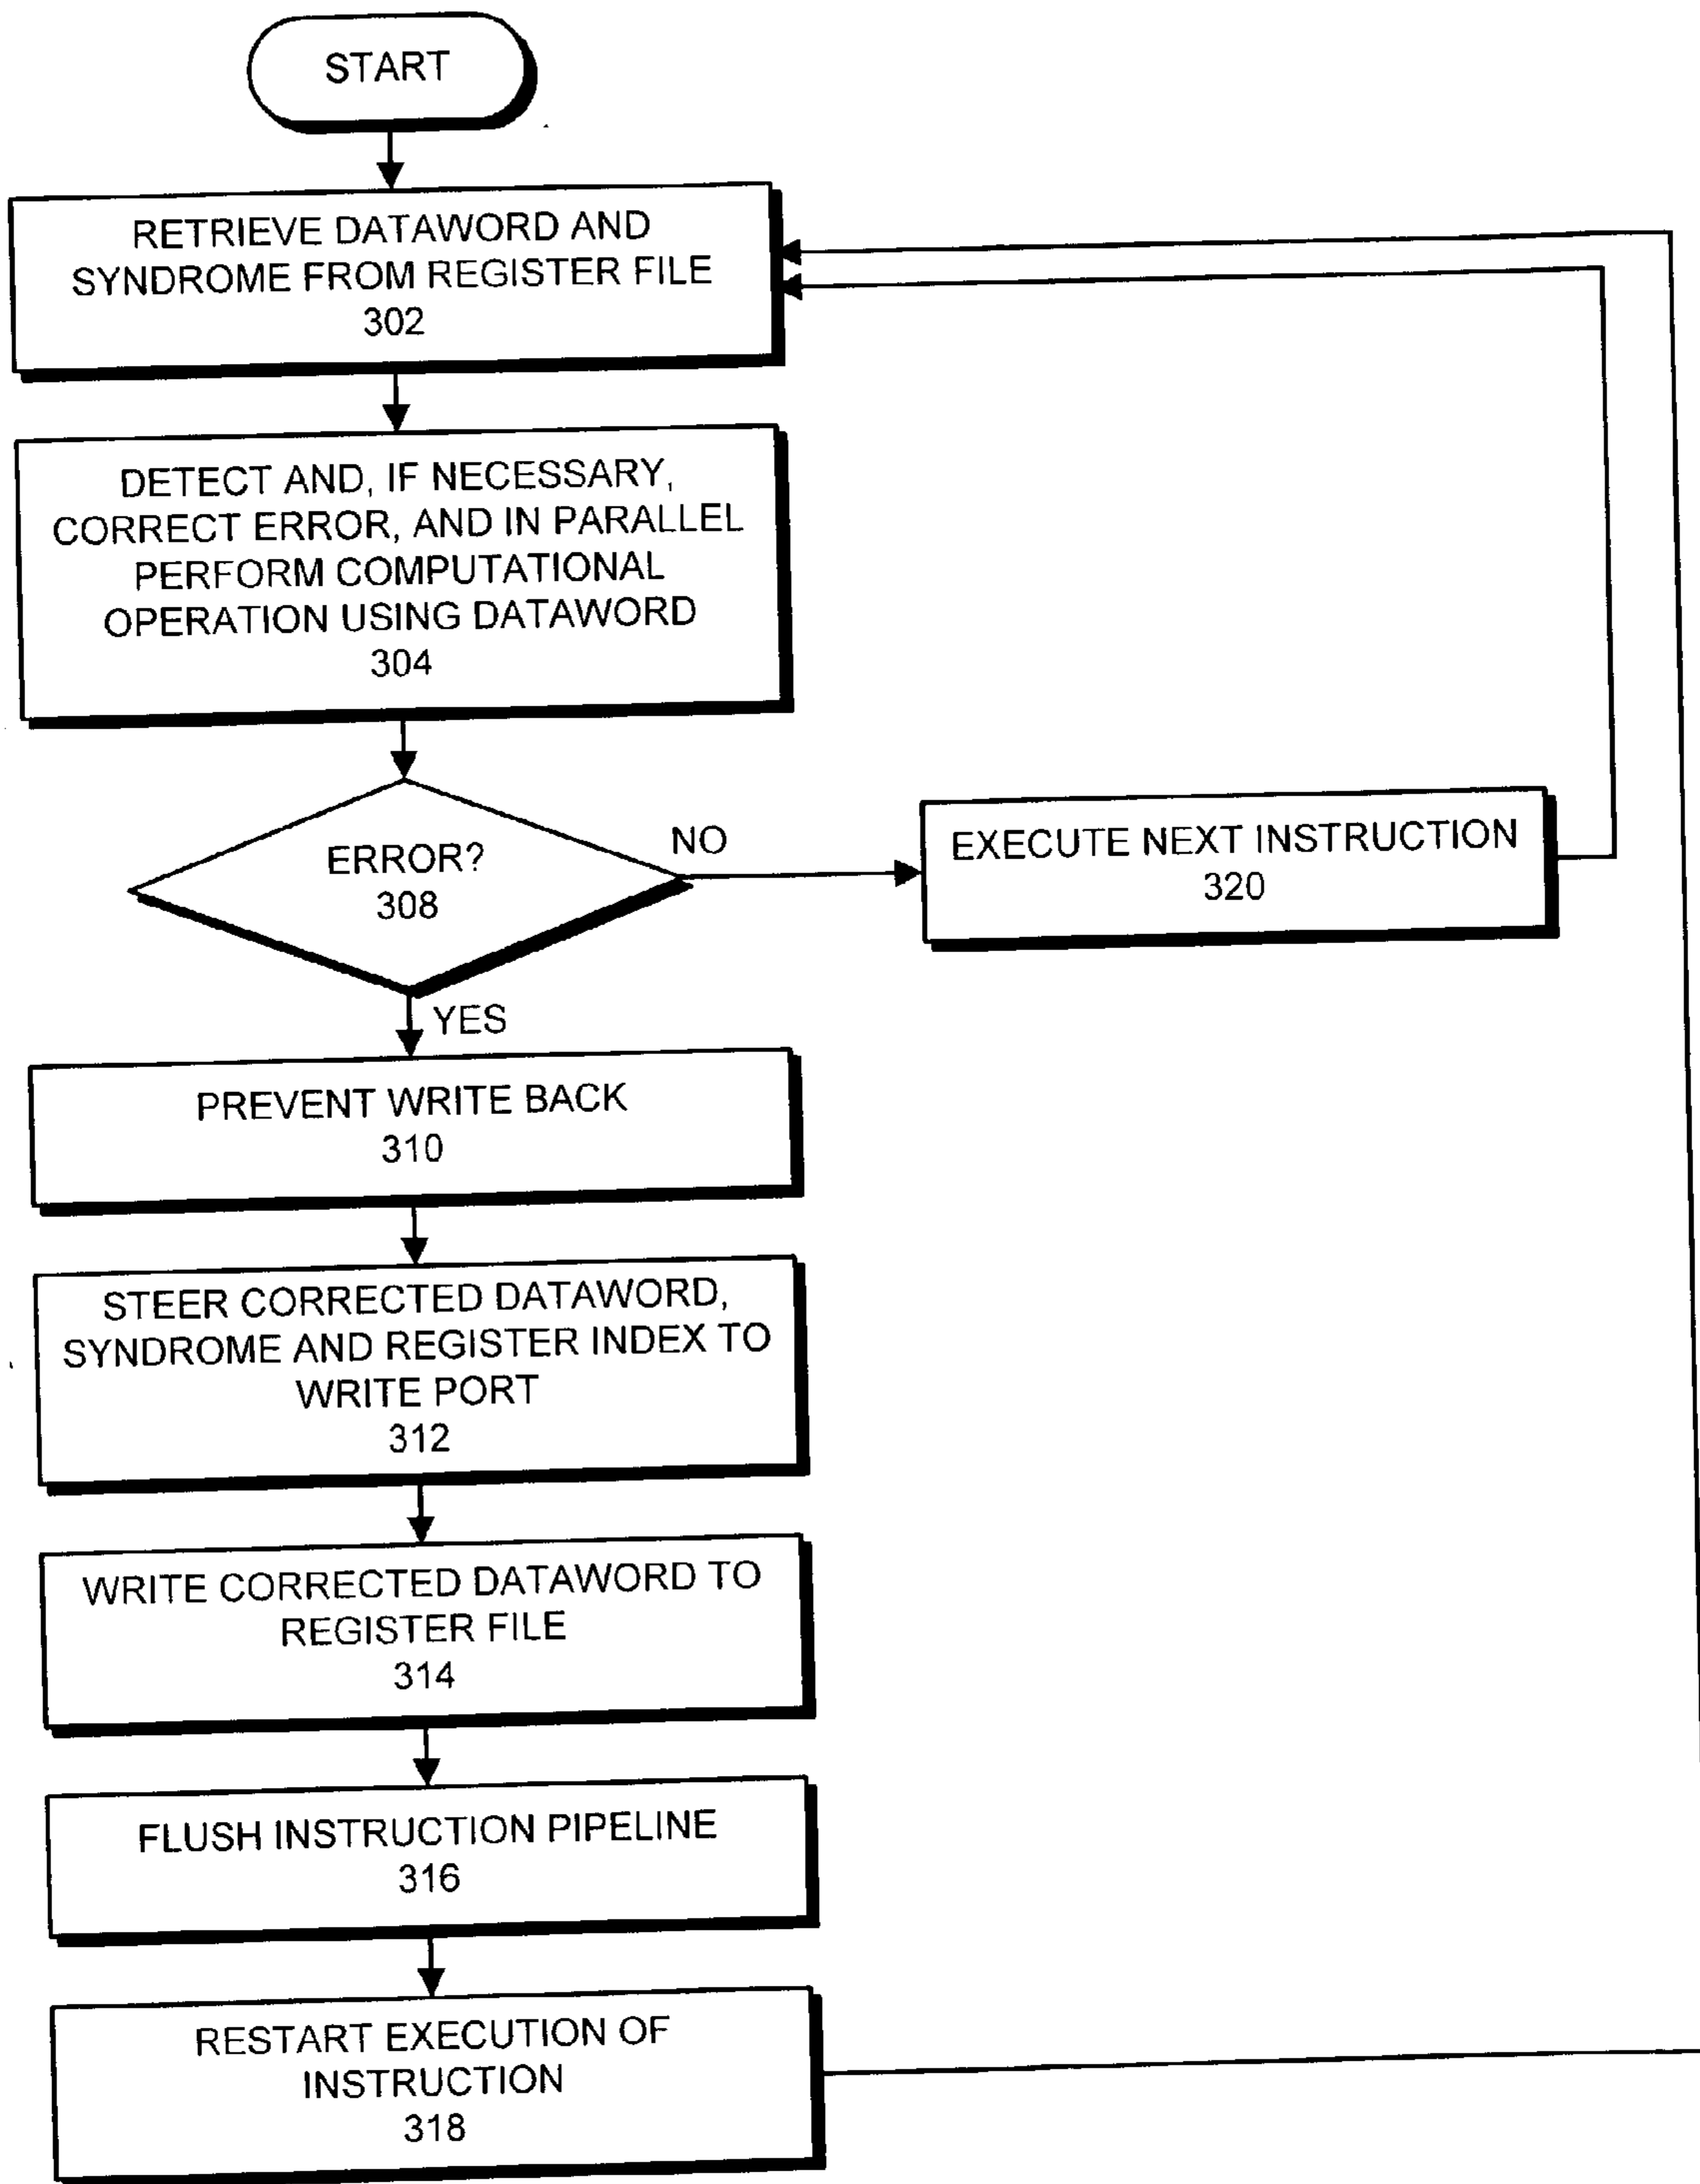 START
RETRIEVE DATAWORD AND
SYNDROME FROM REGISTER FILE
302
DETECT AND, IF NECESSARY,
CORRECT ERROR, AND IN PARALLEL
PERFORM COMPUTATIONAL
OPERATION USING DATAWORD
304
ERROR?
308
NO
EXECUTE NEXT INSTRUCTION
320
YES
PREVENT WRITE BACK
310
STEER CORRECTED DATAWORD,
SYNDROME AND REGISTER INDEX TO
WRITE PORT
312
WRITE CORRECTED DATAWORD TO
REGISTER FILE
314
FLUSH INSTRUCTION PIPELINE
316
RESTART EXECUTION OF
INSTRUCTION
318